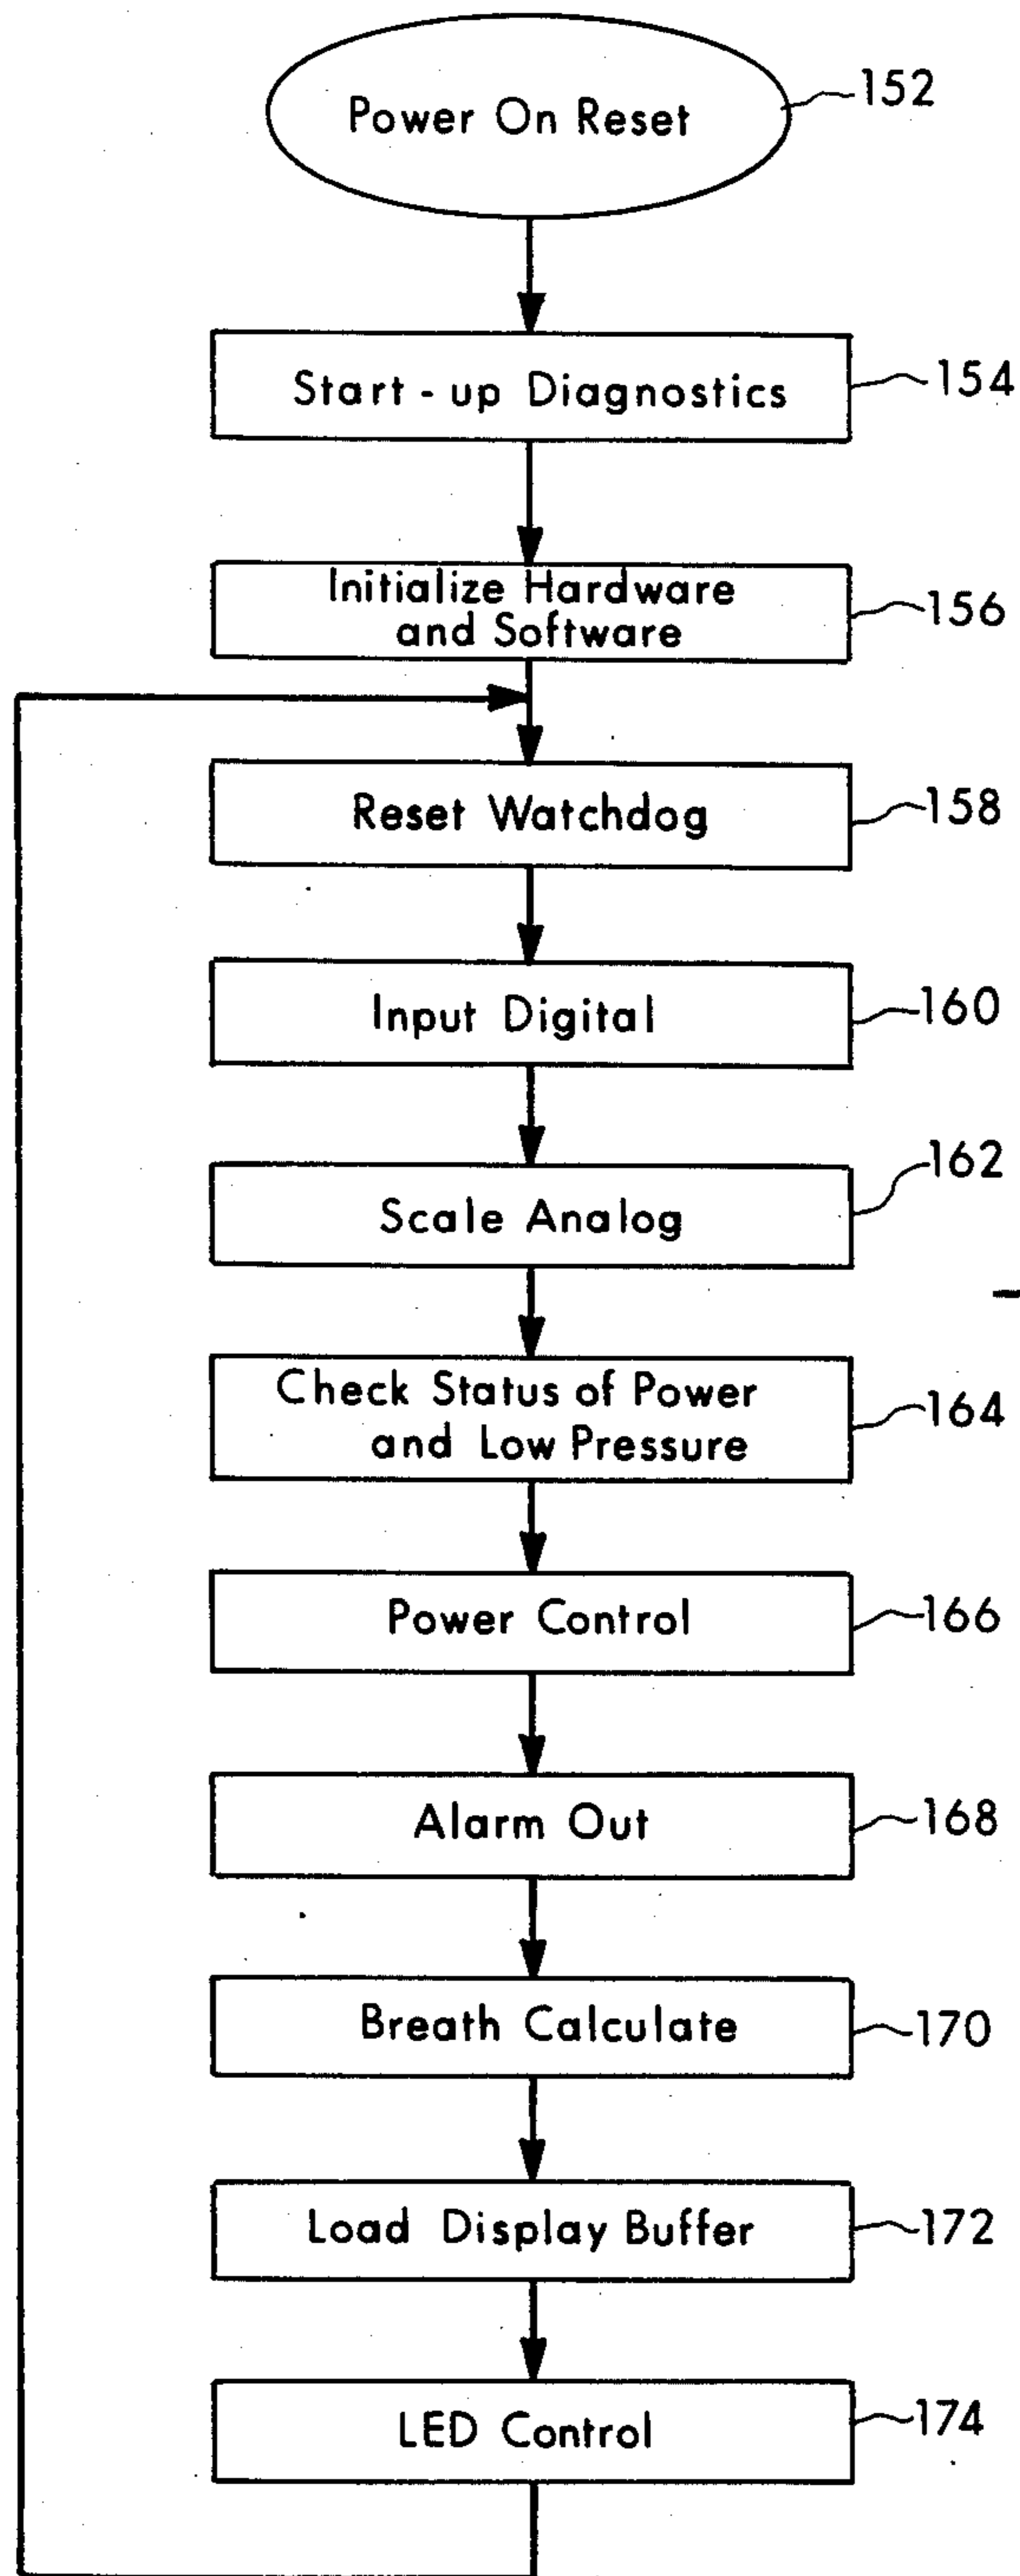 Power On Reset
152
Start-up Diagnostics
154
Initialize Hardware
and Software
156
Reset Watchdog
158
Input Digital
160
Scale Analog
162
Check Status of Power
and Low Pressure
164
Power Control
166
Alarm Out
168
Breath Calculate
170
Load Display Buffer
172
LED Control
174